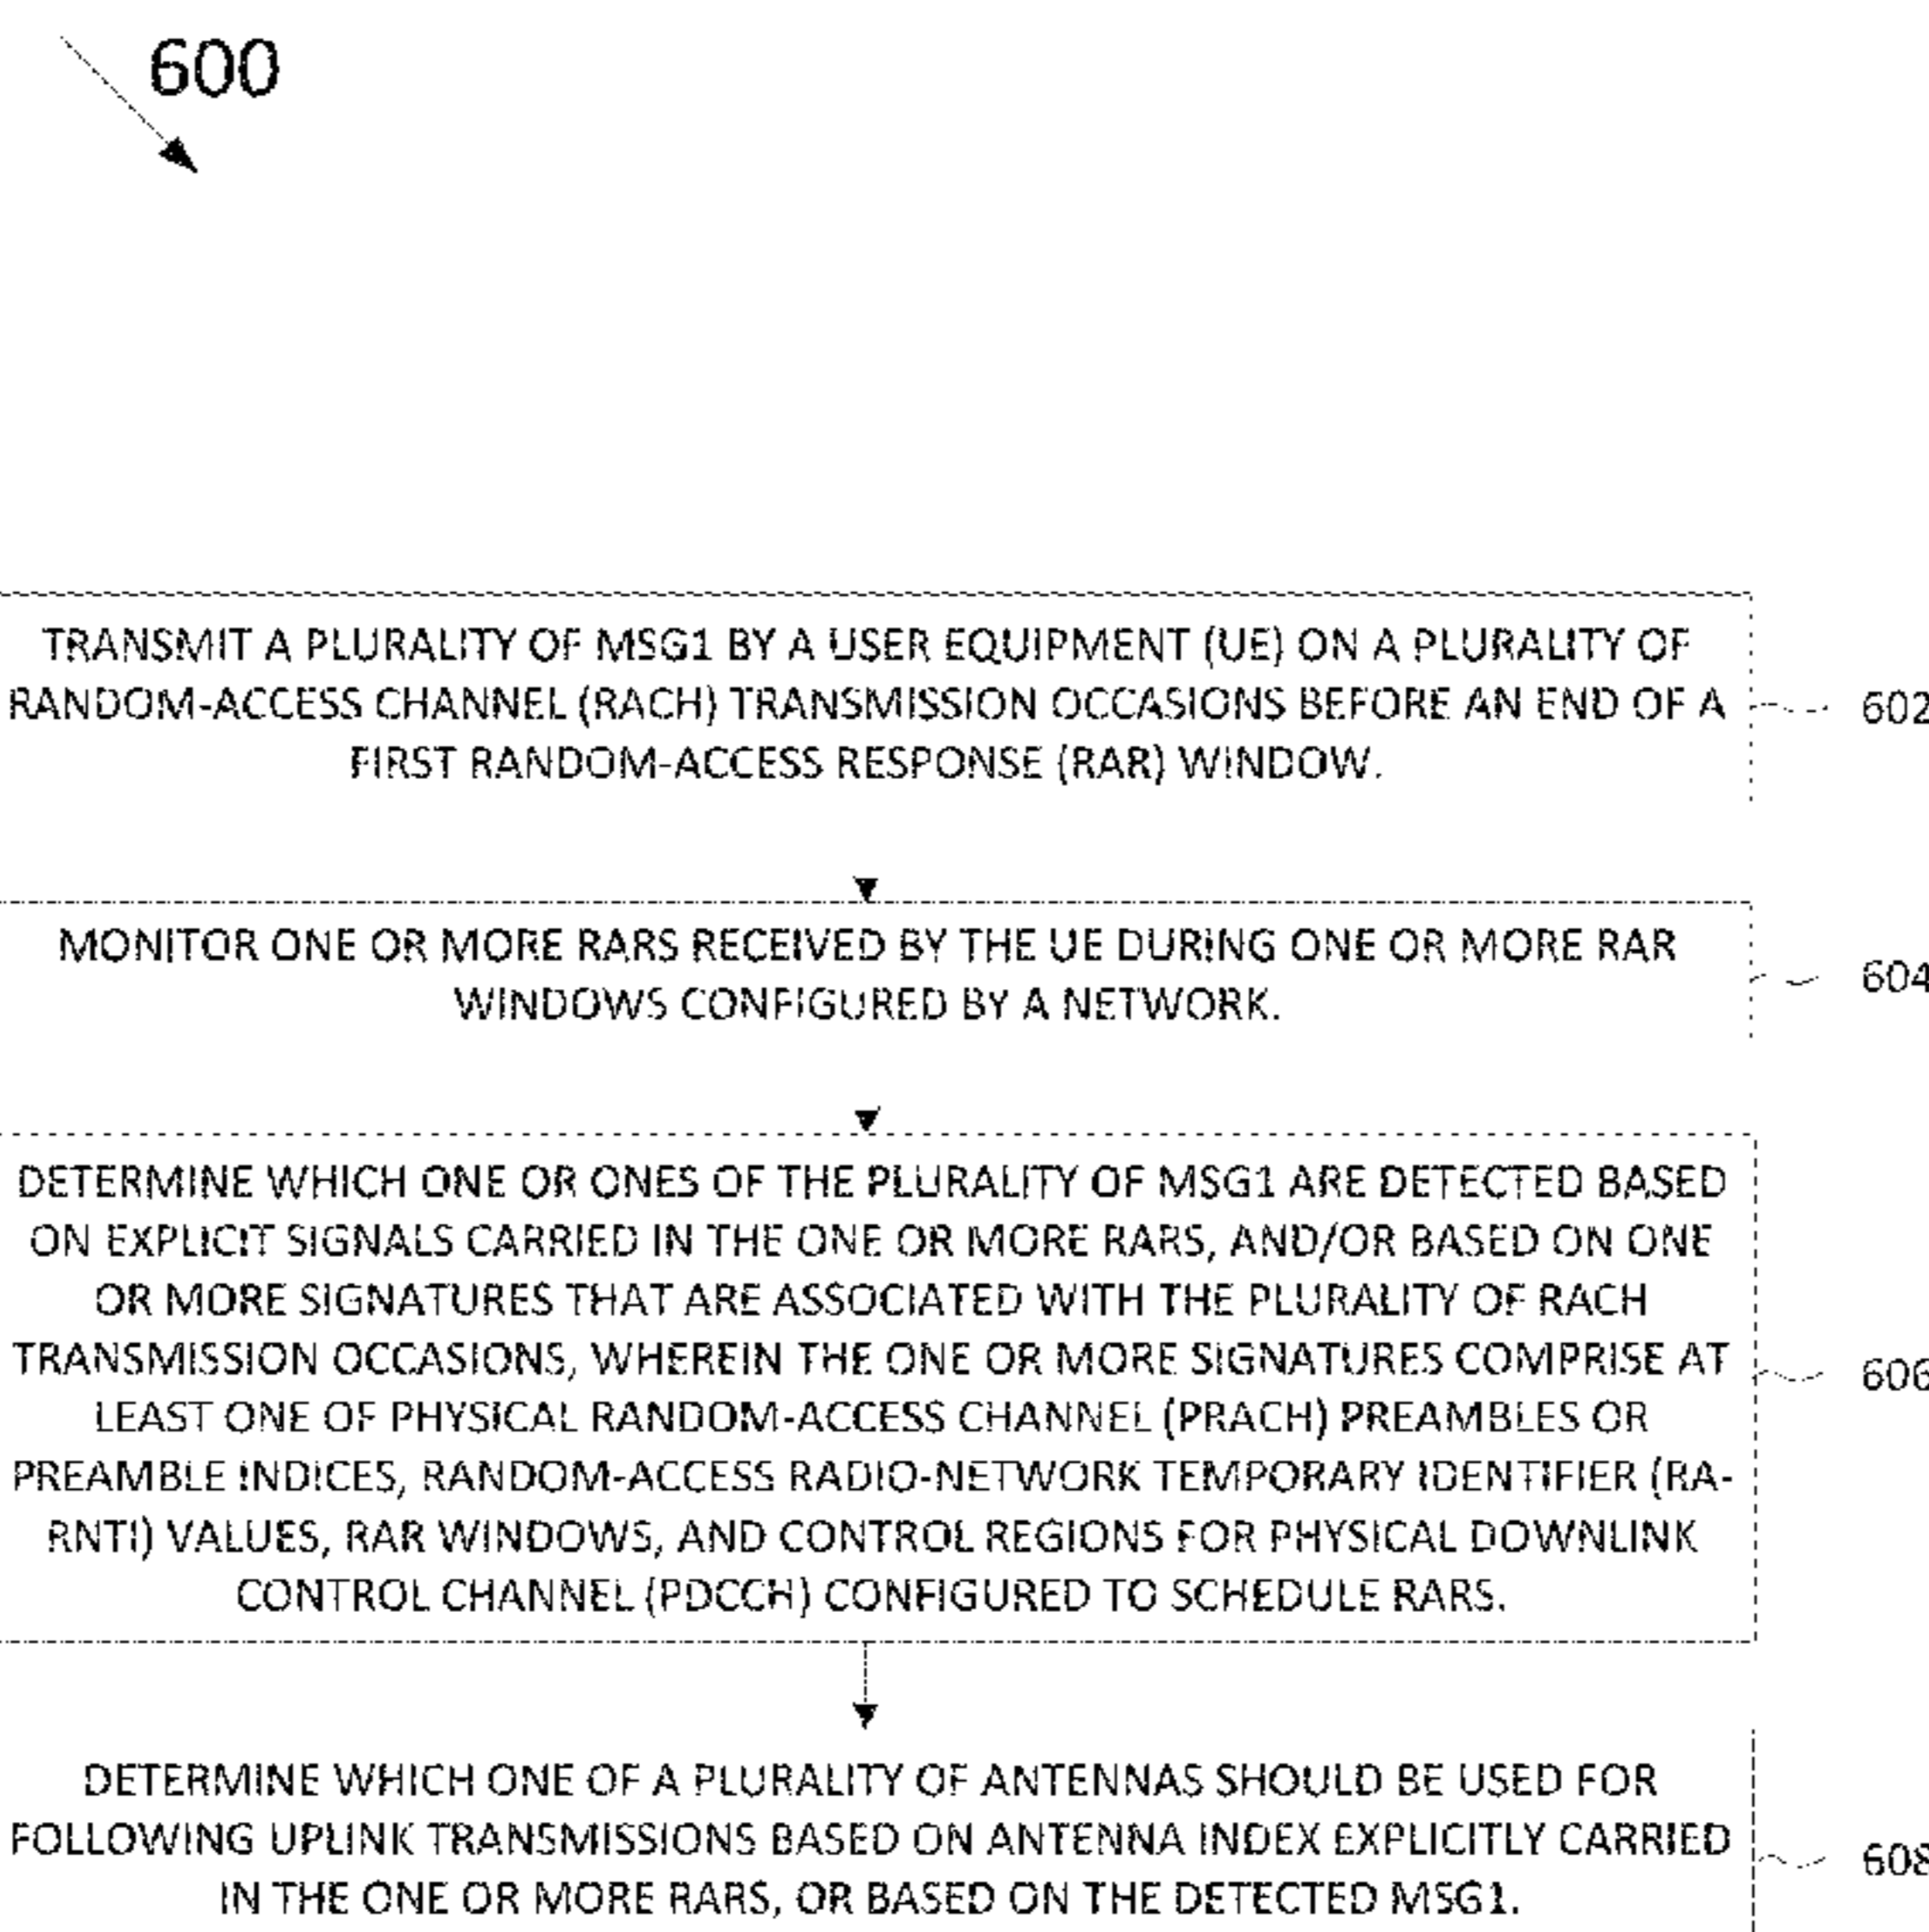 600
TRANSMIT A PLURALITY OF MSG1 BY A USER EQUIPMENT (UE) ON A PLURALITY OF
RANDOM-ACCESS CHANNEL (RACH) TRANSMISSION OCCASIONS BEFORE AN END OF A
FIRST RANDOM-ACCESS RESPONSE (RAR) WINDOW.
602
MONITOR ONE OR MORE RARS RECEIVED BY THE UE DURING ONE OR MORE RAR
WINDOWS CONFIGURED BY A NETWORK.
604
DETERMINE WHICH ONE OR ONES OF THE PLURALITY OF MSG1 ARE DETECTED BASED
ON EXPLICIT SIGNALS CARRIED IN THE ONE OR MORE RARS, AND/OR BASED ON ONE
OR MORE SIGNATURES THAT ARE ASSOCIATED WITH THE PLURALITY OF RACH
TRANSMISSION OCCASIONS, WHEREIN THE ONE OR MORE SIGNATURES COMPRISE AT
LEAST ONE OF PHYSICAL RANDOM-ACCESS CHANNEL (PRACH) PREAMBLES OR
PREAMBLE INDICES, RANDOM-ACCESS RADIO-NETWORK TEMPORARY IDENTIFIER (RA-
RNTI) VALUES, RAR WINDOWS, AND CONTROL REGIONS FOR PHYSICAL DOWNLINK
CONTROL CHANNEL (PDCCH) CONFIGURED TO SCHEDULE RARS.
606
DETERMINE WHICH ONE OF A PLURALITY OF ANTENNAS SHOULD BE USED FOR
FOLLOWING UPLINK TRANSMISSIONS BASED ON ANTENNA INDEX EXPLICITLY CARRIED
IN THE ONE OR MORE RARS, OR BASED ON THE DETECTED MSG1.
608